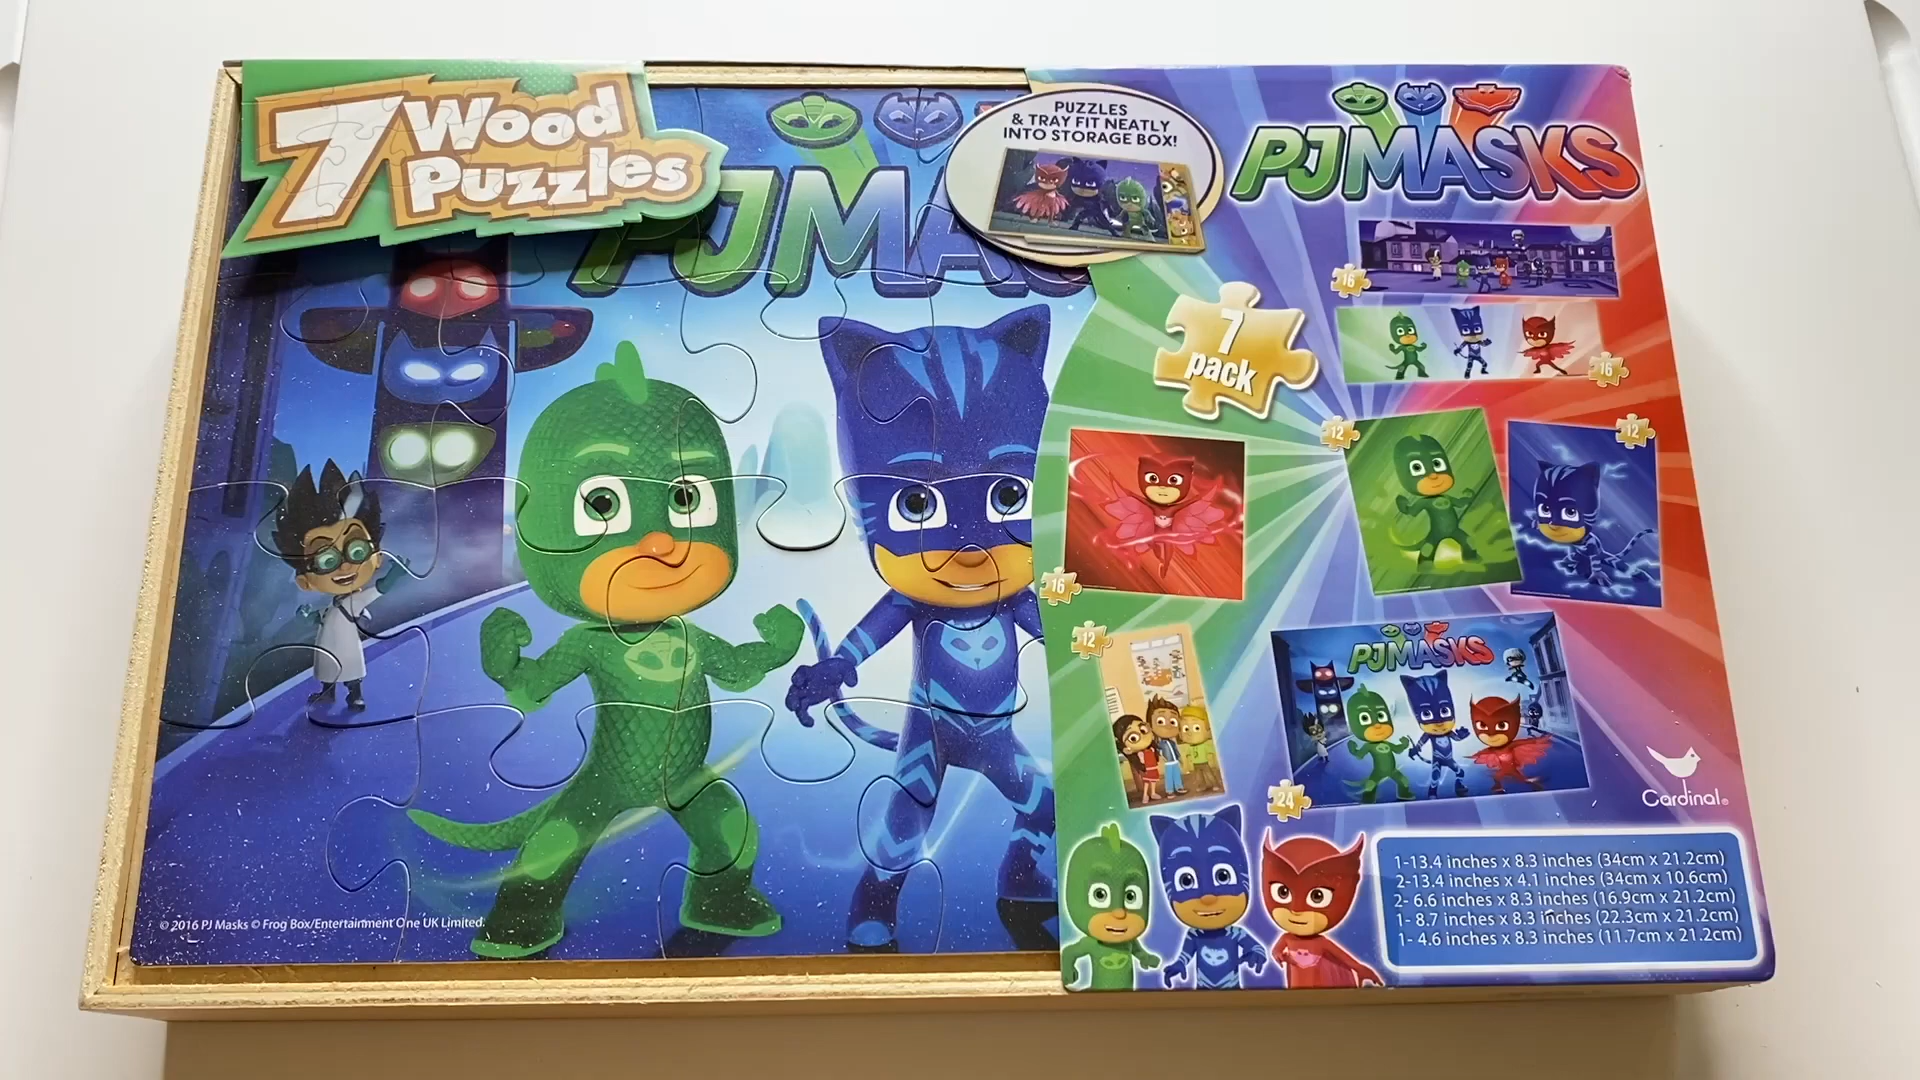 7 Wood
Puzzles
PJMAS
PUZZLES
& TRAY FIT NEATLY
INTO STORAGE BOX!
PJMASKS
16
7
pack
16
12
12
16
12
PJMASKS
24
Cardinal®
1-13.4 inches x 8.3 inches (34cm x 21.2cm)
2-13.4 inches x 4.1 inches (34cm x 10.6cm)
2- 6.6 inches x 8.3 inches (16.9cm x 21.2cm)
1- 8.7 inches x 8.3 inches (22.3cm x 21.2cm)
1- 4.6 inches x 8.3 inches (11.7cm x 21.2cm)
© 2016 PJ Masks © Frog Box/Entertainment One UK Limited.